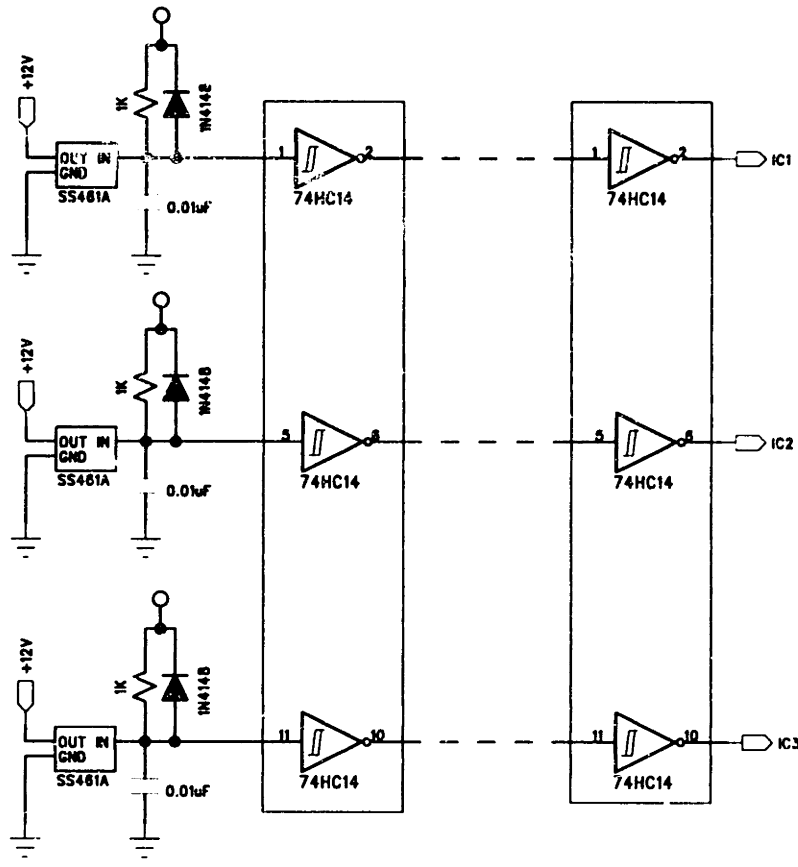 +12V
1K
1N4148
OUT IN
GND
SS461A
0.01uF
1
2
74HC14
1
2
74HC14
IC1
+12V
1K
1N4148
OUT IN
GND
SS461A
0.01uF
5
6
74HC14
5
6
74HC14
IC2
+12V
1K
1N4148
OUT IN
GND
SS461A
0.01uF
11
10
74HC14
11
10
74HC14
IC3